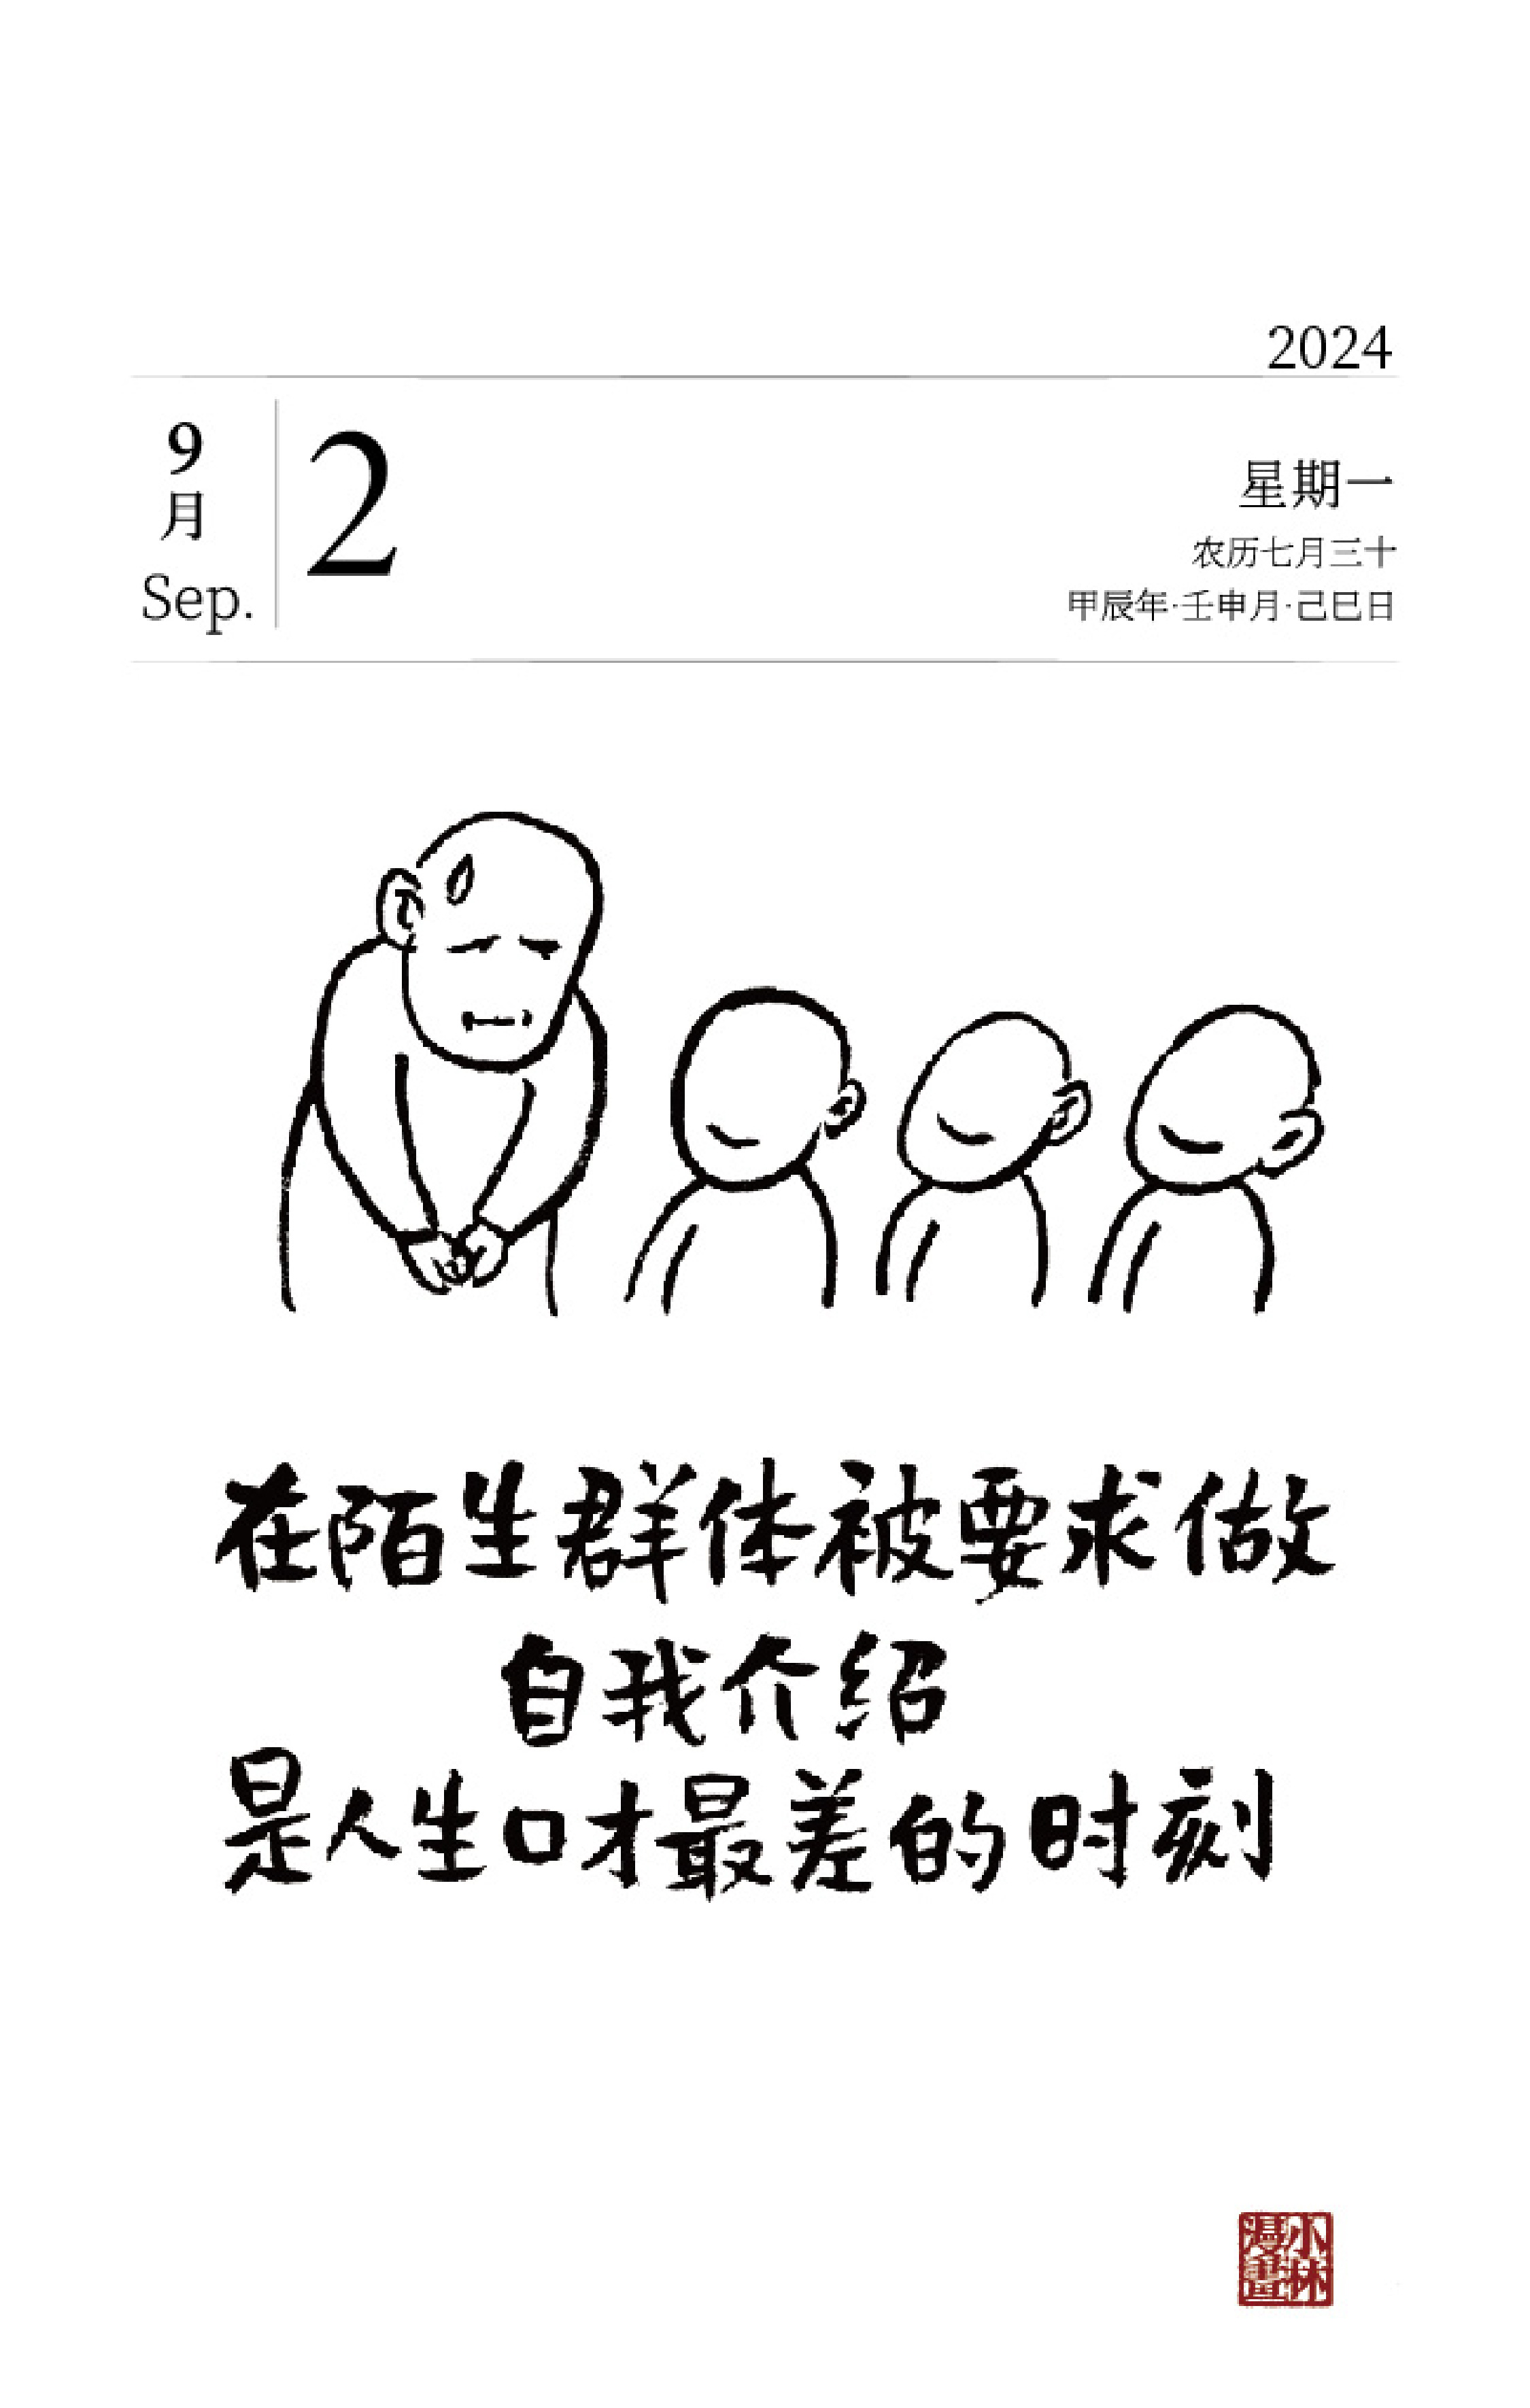 2024
9
月
Sep.
2
星期一
农历七月三十
甲辰年·壬申月·己巳日
在陌生群体被要求做
自我介绍
是人生口才最差的时刻
小林
漫畫